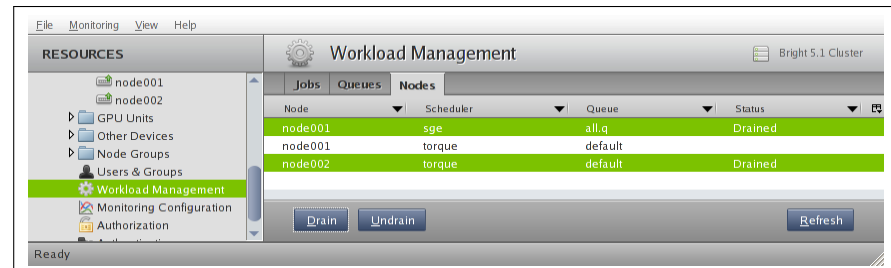 File Monitoring View Help
RESOURCES
Workload Management
Bright 5.1 Cluster
node001
node002
GPU Units
Other Devices
Node Groups
Users & Groups
Workload Management
Monitoring Configuration
Authorization
Jobs Queues Nodes
Node Scheduler Queue Status
node001 sge all.q Drained
node001 torque default
node002 torque default Drained
Drain Undrain Refresh
Ready